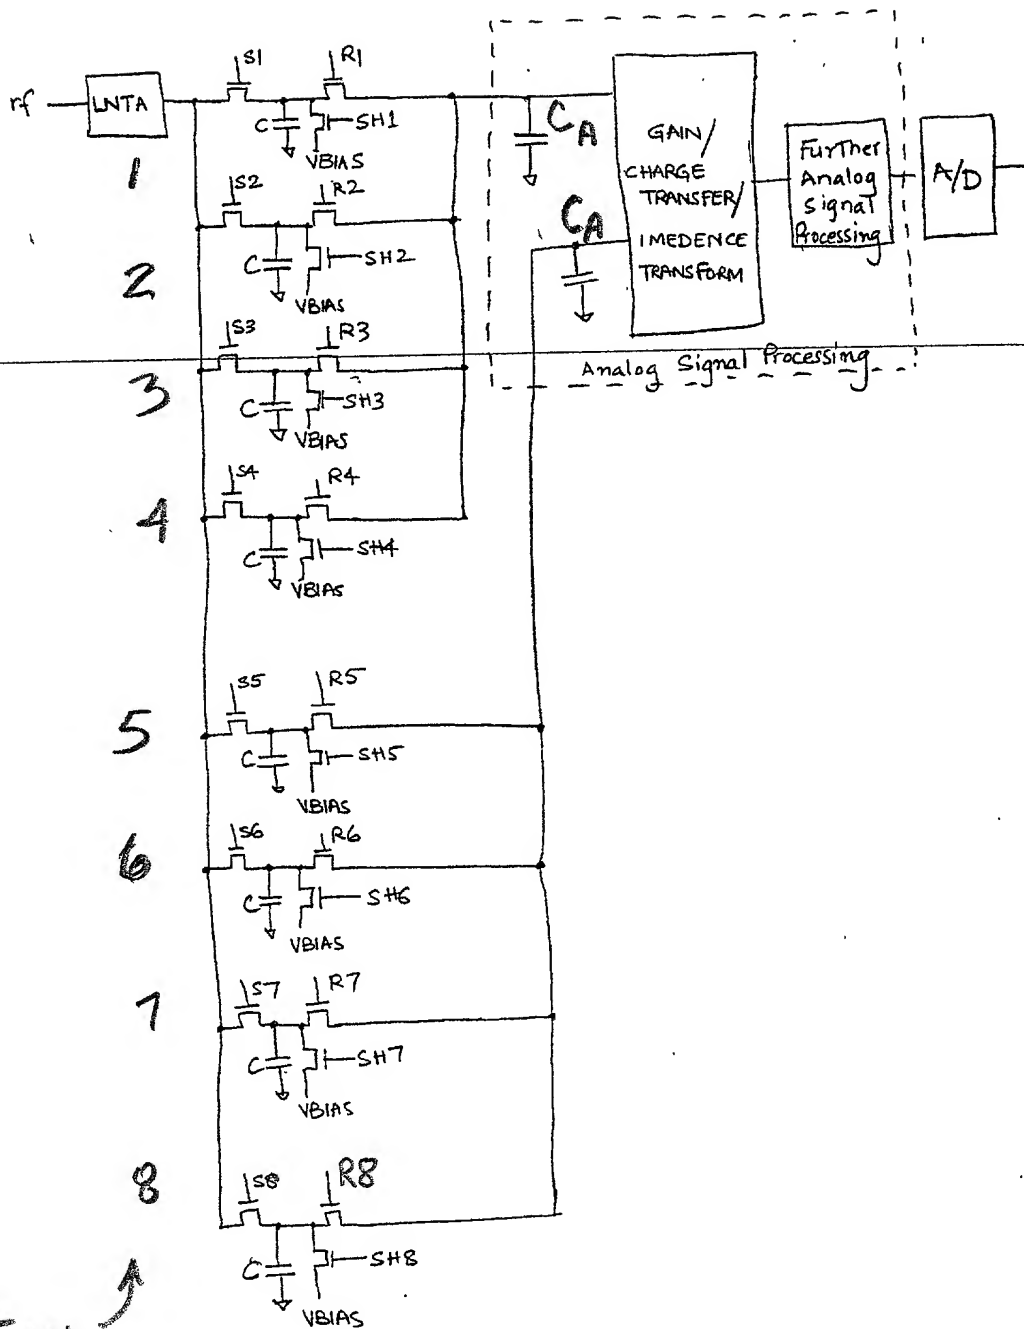 rf
LNTA
S1
R1
C
SH1
VBIAS
1
S2
R2
C
SH2
VBIAS
2
S3
R3
C
SH3
VBIAS
3
S4
R4
C
SH4
VBIAS
4
S5
R5
C
SH5
VBIAS
5
S6
R6
C
SH6
VBIAS
6
S7
R7
C
SH7
VBIAS
7
S8
R8
C
SH8
VBIAS
8
CA
CA
GAIN/
CHARGE
TRANSFER/
IMEDENCE
TRANSFORM
Further
Analog
Signal
Processing
A/D
Analog Signal Processing